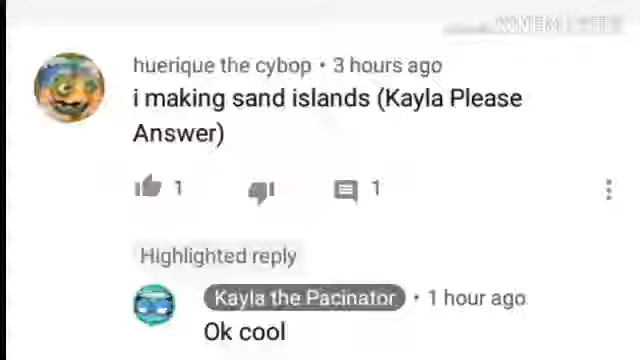 huerique the cybop • 3 hours ago
i making sand islands (Kayla Please
Answer)
1
1
Highlighted reply
Kayla the Pacinator • 1 hour ago
Ok cool